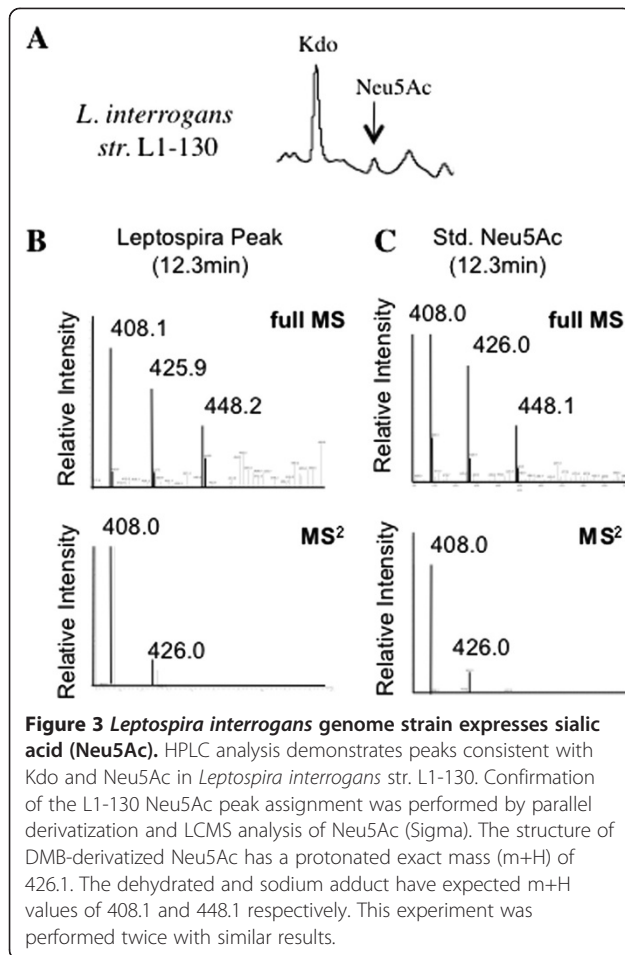 A
Kdo
Neu5Ac
L. interrogans
str. L1-130
B
Leptospira Peak
(12.3min)
C
Std. Neu5Ac
(12.3min)
full MS
408.1
425.9
448.2
Relative Intensity
full MS
408.0
426.0
448.1
Relative Intensity
MS²
408.0
426.0
Relative Intensity
MS²
408.0
426.0
Relative Intensity
Figure 3 Leptospira interrogans genome strain expresses sialic
acid (Neu5Ac). HPLC analysis demonstrates peaks consistent with
Kdo and Neu5Ac in Leptospira interrogans str. L1-130. Confirmation
of the L1-130 Neu5Ac peak assignment was performed by parallel
derivatization and LCMS analysis of Neu5Ac (Sigma). The structure of
DMB-derivatized Neu5Ac has a protonated exact mass (m+H) of
426.1. The dehydrated and sodium adduct have expected m+H
values of 408.1 and 448.1 respectively. This experiment was
performed twice with similar results.